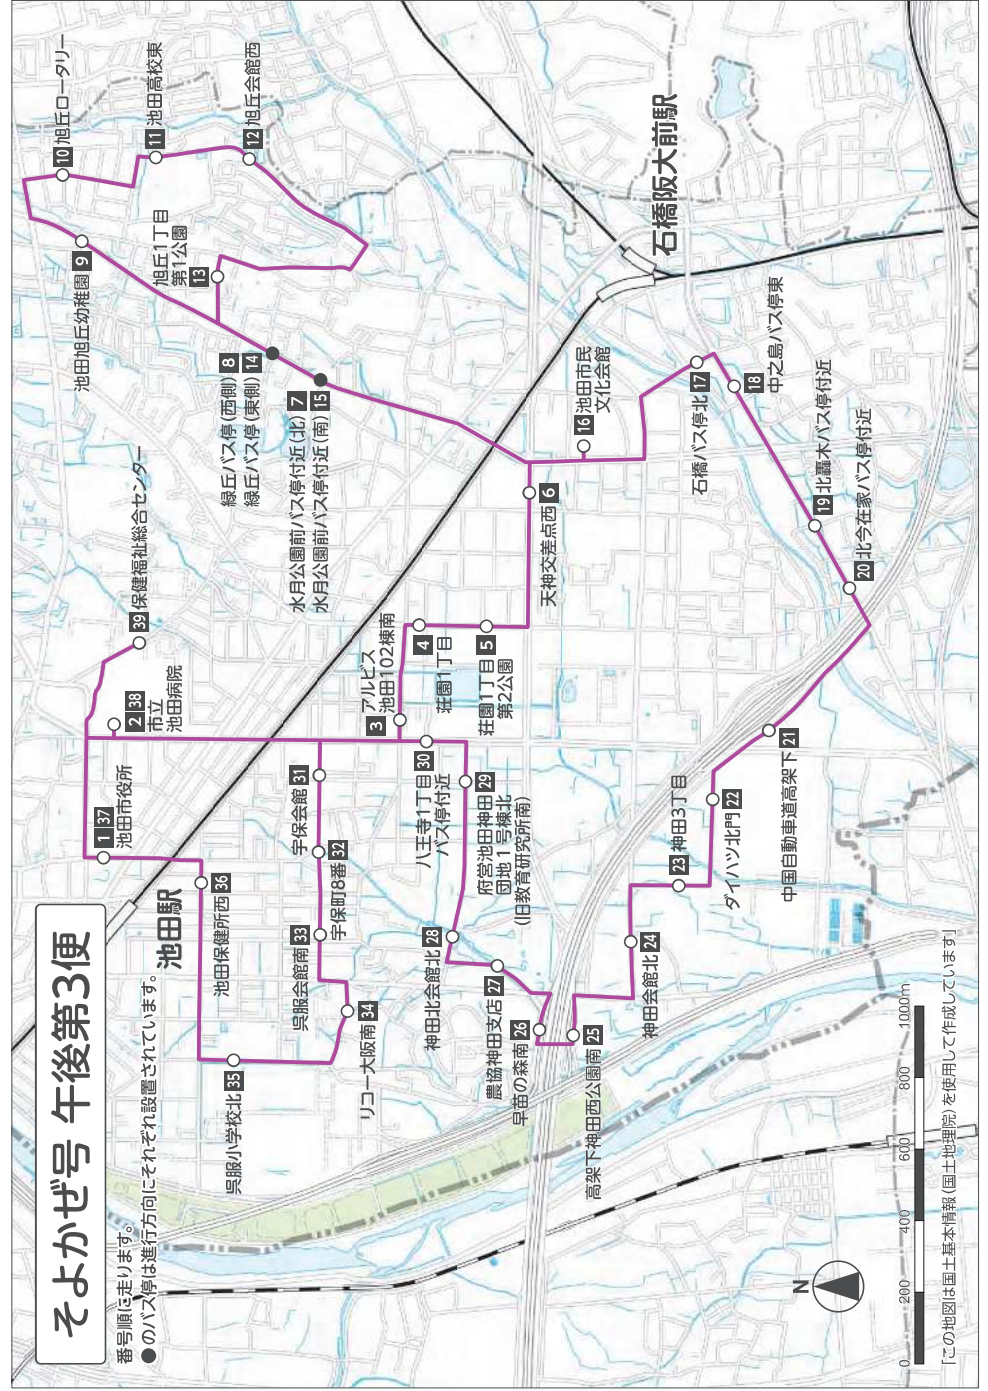 そよかぜ号 午後第3便
番号順に走ります。
●のバス停は進行方向にそれぞれ設置されています。
1 37 池田市役所
2 38 市立
池田病院
3 アルビス
池田102棟南
4 荘園1丁目
5 荘園1丁目
第2公園
6 天神交差点西
水月公園前バス停付近(北) 7
水月公園前バス停付近(南) 15
緑丘バス停(西側) 8
緑丘バス停(東側) 14
池田旭丘幼稚園 9
10 旭丘ロータリー
11 池田高校東
12 旭丘会館西
旭丘1丁目
第1公園
13
16 池田市民
文化会館
石橋バス停北 17
18 中之島バス停東
19 北轟木バス停付近
20 北今在家バス停付近
中国自動車道高架下 21
ダイハツ北門 22
23 神田3丁目
神田会館北 24
高架下神田西公園南 25
早苗の森南 26
農協神田支店 27
神田北会館北 28
29
府営池田神田
団地1号棟北
(旧教育研究所南)
八王寺1丁目 30
バス停付近
宇保会館 31
宇保町8番 32
呉服会館南 33
リコー大阪南 34
呉服小学校北 35
池田保健所西 36
39 保健福祉総合センター
池田駅
石橋阪大前駅
N
0 200 400 600 800 1000m
「この地図は国土基本情報(国土地理院)を使用して作成しています」